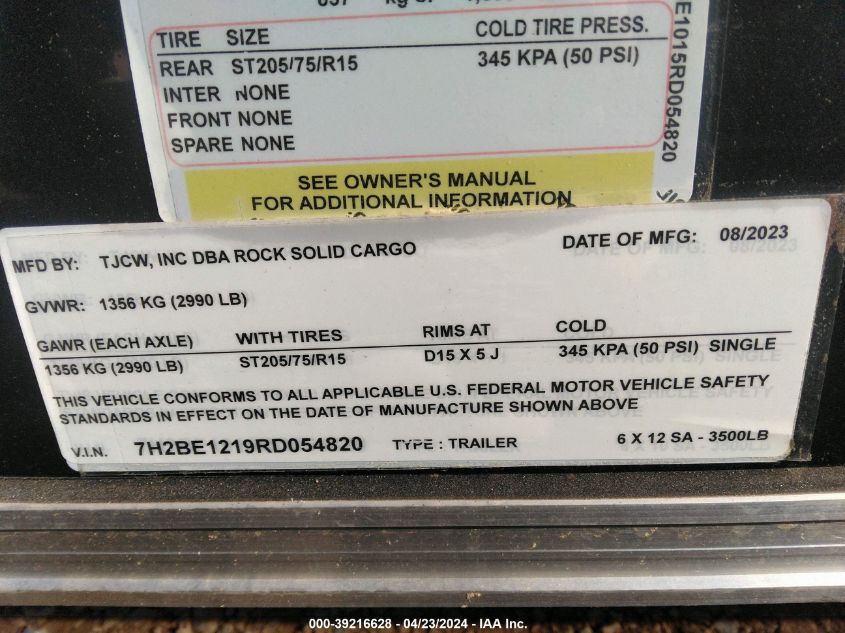 TIRE SIZE COLD TIRE PRESS.
REAR ST205/75/R15 345 KPA (50 PSI)
INTER NONE
FRONT NONE
SPARE NONE
E1015RD054820
SEE OWNER'S MANUAL
FOR ADDITIONAL INFORMATION
MFD BY: TJCW, INC DBA ROCK SOLID CARGO DATE OF MFG: 08/2023
GVWR: 1356 KG (2990 LB)
GAWR (EACH AXLE) WITH TIRES RIMS AT COLD
1356 KG (2990 LB) ST205/75/R15 D15 X 5 J 345 KPA (50 PSI) SINGLE
THIS VEHICLE CONFORMS TO ALL APPLICABLE U.S. FEDERAL MOTOR VEHICLE SAFETY
STANDARDS IN EFFECT ON THE DATE OF MANUFACTURE SHOWN ABOVE
V.I.N. 7H2BE1219RD054820 TYPE : TRAILER 6 X 12 SA - 3500LB
000-39216628 - 04/23/2024 - IAA Inc.